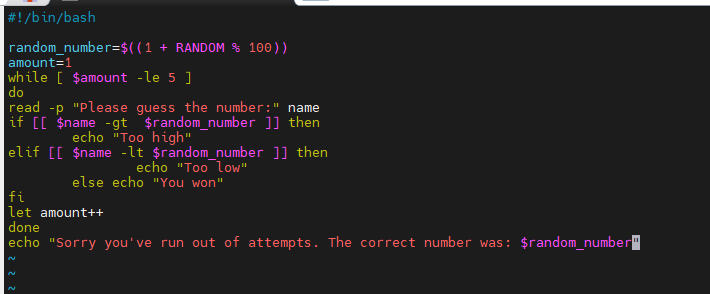 #!/bin/bash

random_number=$((1 + RANDOM % 100))
amount=1
while [ $amount -le 5 ]
do
read -p "Please guess the number:" name
if [[ $name -gt  $random_number ]] then
        echo "Too high"
elif [[ $name -lt $random_number ]] then
                echo "Too low"
        else echo "You won"
fi
let amount++
done
echo "Sorry you've run out of attempts. The correct number was: $random_number"
~
~
~